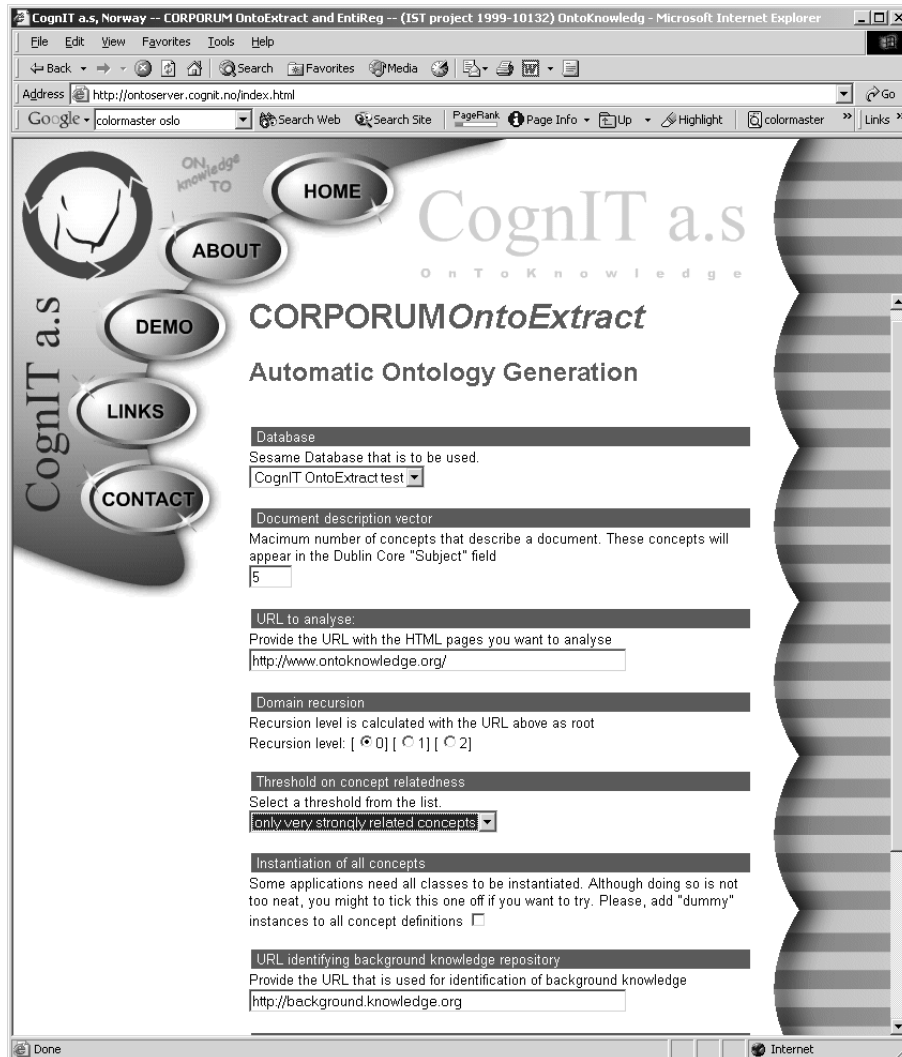 CognIT a.s, Norway -- CORPORUM OntoExtract and EntiReg -- (IST project 1999-10132) OntoKnowledg - Microsoft Internet Explorer
File Edit View Favorites Tools Help
Back Search Favorites Media
Address http://ontoserver.cognit.no/index.html Go
Google colormaster oslo Search Web Search Site PageRank Page Info Up Highlight colormaster » Links »
ON knowledge TO
HOME
CognIT a.s
OnToKnowledge
ABOUT
DEMO
LINKS
CONTACT
CognIT a.s
CORPORUMOntoExtract
Automatic Ontology Generation
Database
Sesame Database that is to be used.
CognIT OntoExtract test
Document description vector
Macimum number of concepts that describe a document. These concepts will
appear in the Dublin Core "Subject" field
5
URL to analyse:
Provide the URL with the HTML pages you want to analyse
http://www.ontoknowledge.org/
Domain recursion
Recursion level is calculated with the URL above as root
Recursion level: [ 0] [ 1] [ 2]
Threshold on concept relatedness
Select a threshold from the list.
only very strongly related concepts
Instantiation of all concepts
Some applications need all classes to be instantiated. Although doing so is not
too neat, you might to tick this one off if you want to try. Please, add "dummy"
instances to all concept definitions
URL identifying background knowledge repository
Provide the URL that is used for identification of background knowledge
http://background.knowledge.org
Done Internet